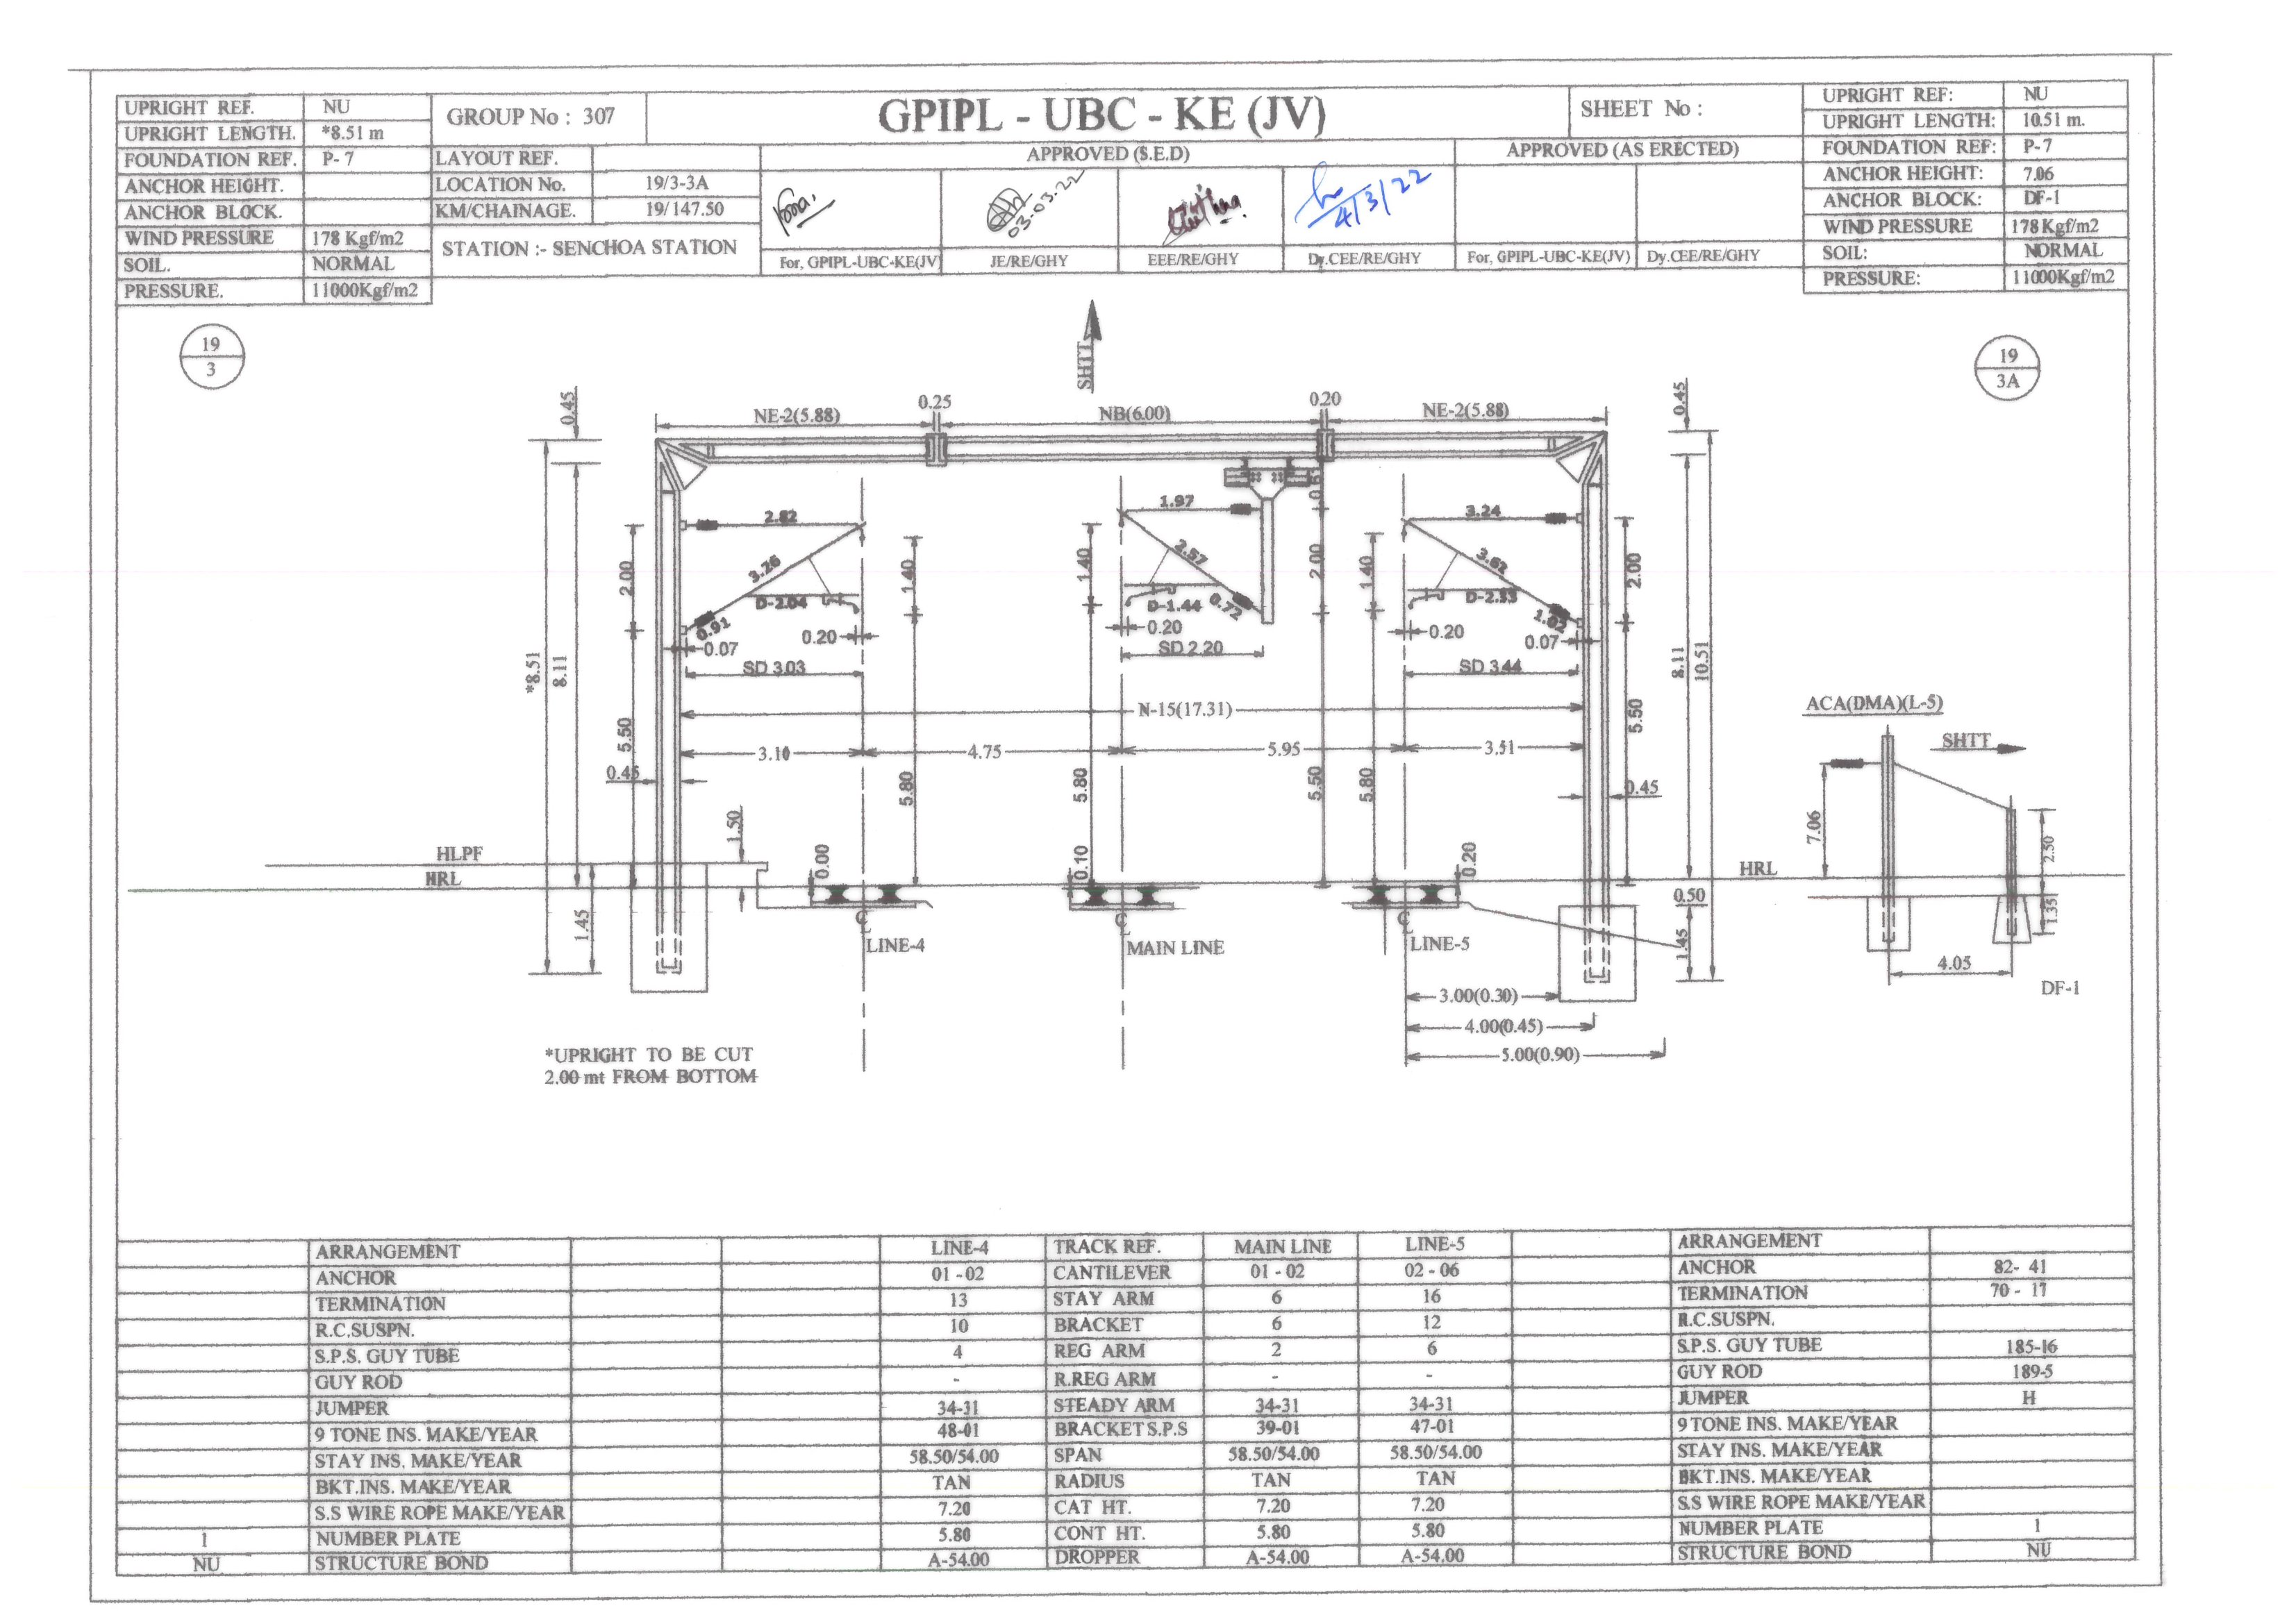 UPRIGHT REF. NU
UPRIGHT LENGTH. *8.51 m
FOUNDATION REF. P- 7
ANCHOR HEIGHT.
ANCHOR BLOCK.
WIND PRESSURE 178 Kgf/m2
SOIL. NORMAL
PRESSURE. 11000Kgf/m2
GROUP No : 307
LAYOUT REF.
LOCATION No. 19/3-3A
KM/CHAINAGE. 19/147.50
STATION :- SENCHOA STATION
GPIPL - UBC - KE (JV)
SHEET No :
APPROVED (S.E.D)
APPROVED (AS ERECTED)
03-03-22
4/3/22
For, GPIPL-UBC-KE(JV)
JE/RE/GHY
EEE/RE/GHY
Dy.CEE/RE/GHY
For, GPIPL-UBC-KE(JV)
Dy.CEE/RE/GHY
UPRIGHT REF: NU
UPRIGHT LENGTH: 10.51 m.
FOUNDATION REF: P-7
ANCHOR HEIGHT: 7.06
ANCHOR BLOCK: DF-1
WIND PRESSURE 178 Kgf/m2
SOIL: NORMAL
PRESSURE: 11000Kgf/m2
19
3
SHTT
19
3A
0.45
NE-2(5.88)
0.25
NB(6.00)
0.20
NE-2(5.88)
0.45
2.82
1.97
3.24
2.00
3.26
1.40
1.40
2.57
2.00
1.40
3.62
2.00
D-2.04
D-1.44
0.91
0.72
1.02
0.07
0.20
0.20
0.20
0.07
SD 3.03
SD 2.20
SD 3.44
*8.51
8.11
8.11
10.51
N-15(17.31)
3.10
4.75
5.95
3.51
5.50
0.45
5.80
5.80
5.50
5.80
5.50
0.45
ACA(DMA)(L-5)
SHTT
7.06
2.50
1.35
4.05
DF-1
HLPF
HRL
1.50
0.00
0.10
0.20
HRL
0.50
1.45
1.45
C L
LINE-4
C L
MAIN LINE
C L
LINE-5
3.00(0.30)
4.00(0.45)
5.00(0.90)
*UPRIGHT TO BE CUT
2.00 mt FROM BOTTOM
ARRANGEMENT LINE-4 TRACK REF. MAIN LINE LINE-5 ARRANGEMENT
ANCHOR 01 - 02 CANTILEVER 01 - 02 02 - 06 ANCHOR 82- 41
TERMINATION 13 STAY ARM 6 16 TERMINATION 70 - 17
R.C.SUSPN. 10 BRACKET 6 12 R.C.SUSPN.
S.P.S. GUY TUBE 4 REG ARM 2 6 S.P.S. GUY TUBE 185-16
GUY ROD - R.REG ARM - - GUY ROD 189-5
JUMPER 34-31 STEADY ARM 34-31 34-31 JUMPER H
9 TONE INS. MAKE/YEAR 48-01 BRACKET S.P.S 39-01 47-01 9 TONE INS. MAKE/YEAR
STAY INS. MAKE/YEAR 58.50/54.00 SPAN 58.50/54.00 58.50/54.00 STAY INS. MAKE/YEAR
BKT.INS. MAKE/YEAR TAN RADIUS TAN TAN BKT.INS. MAKE/YEAR
S.S WIRE ROPE MAKE/YEAR 7.20 CAT HT. 7.20 7.20 S.S WIRE ROPE MAKE/YEAR
1 NUMBER PLATE 5.80 CONT HT. 5.80 5.80 NUMBER PLATE 1
NU STRUCTURE BOND A-54.00 DROPPER A-54.00 A-54.00 STRUCTURE BOND NU